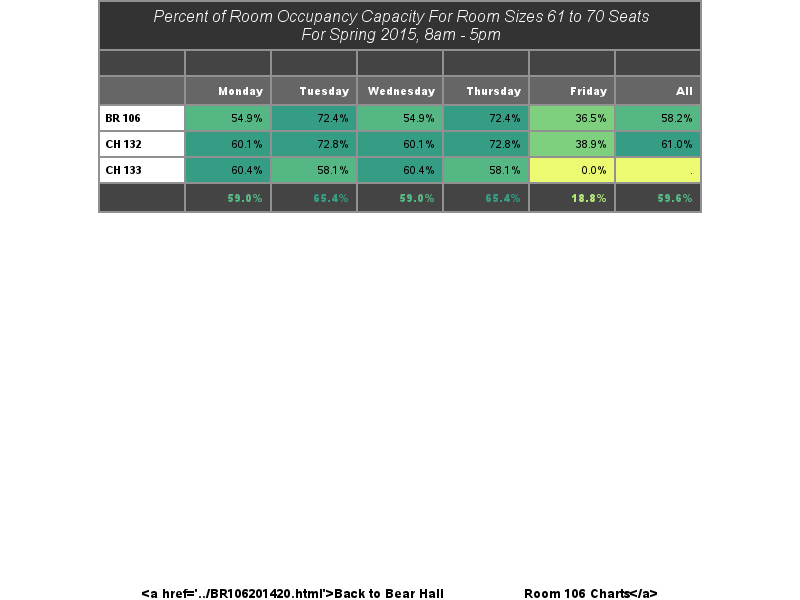 Percent of Room Occupancy Capacity For Room Sizes 61 to 70 Seats
For Spring 2015, 8am - 5pm
Monday Tuesday Wednesday Thursday Friday All
BR 106 54.9% 72.4% 54.9% 72.4% 36.5% 58.2%
CH 132 60.1% 72.8% 60.1% 72.8% 38.9% 61.0%
CH 133 60.4% 58.1% 60.4% 58.1% 0.0% .
59.0% 65.4% 59.0% 65.4% 18.8% 59.6%
<a href='../BR106201420.html'>Back to Bear Hall Room 106 Charts</a>